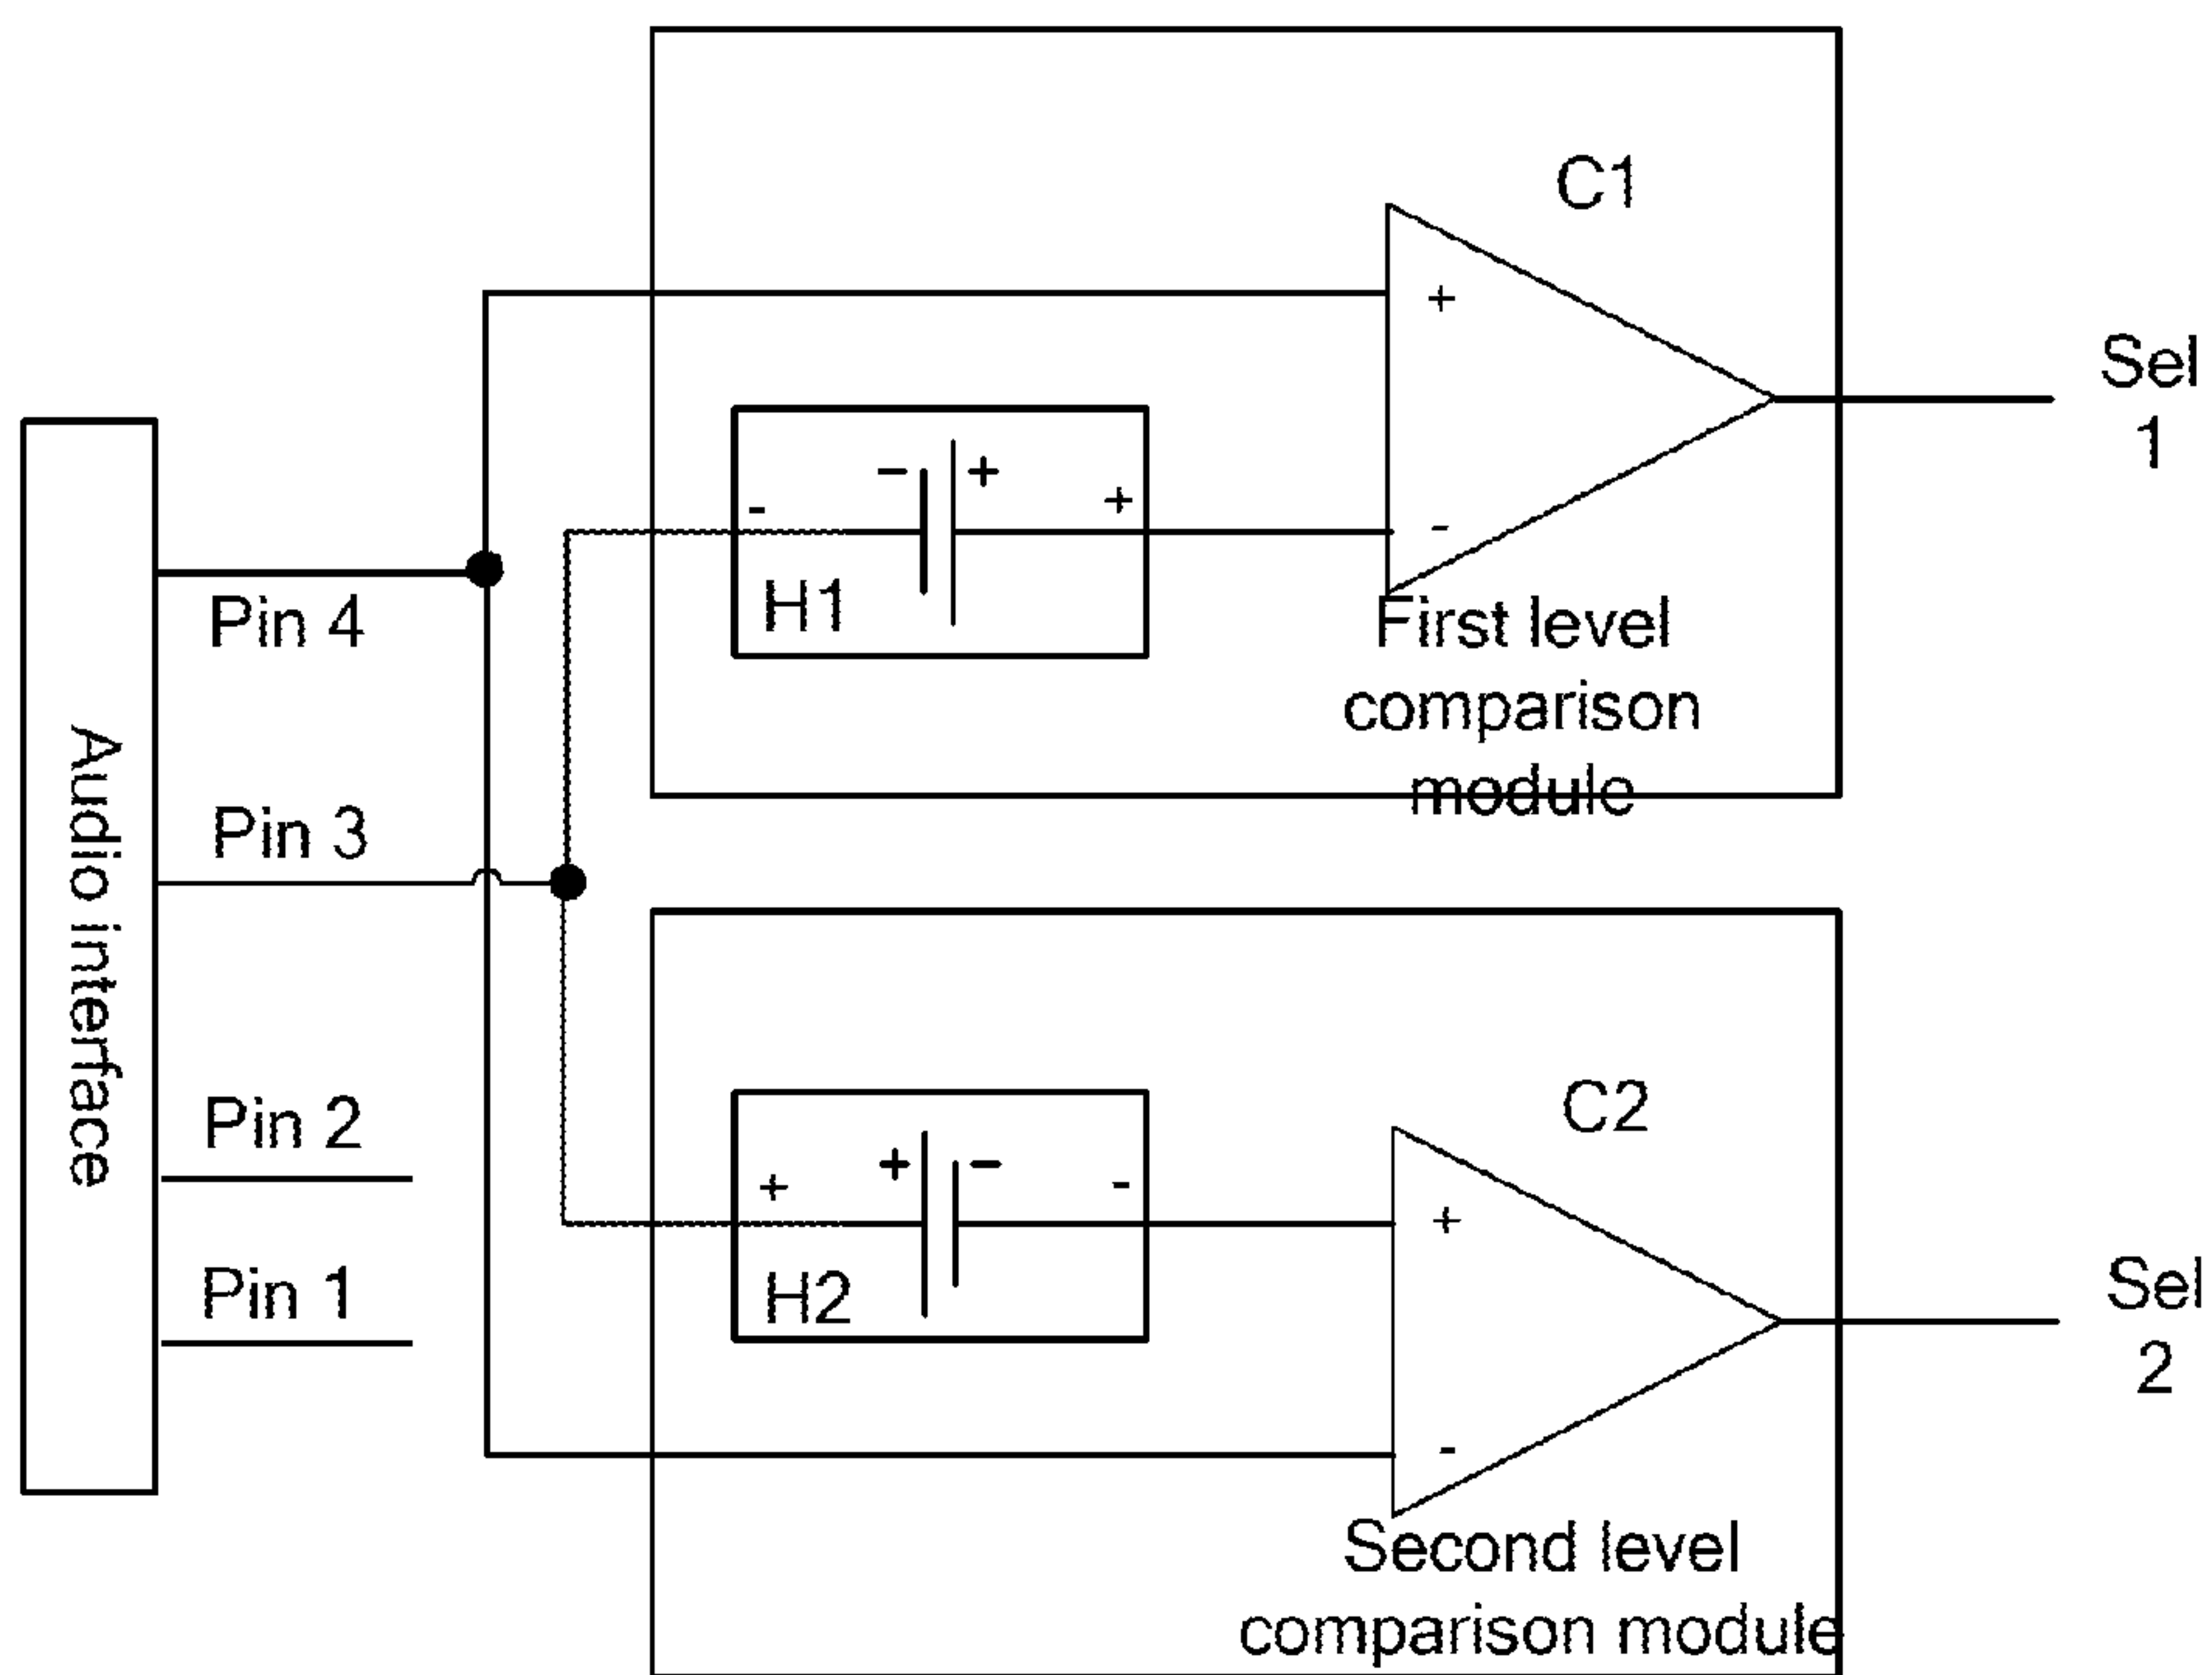 C1
+
-
Sel
1
- +
- +
H1
First level
comparison
module
Audio interface
Pin 4
Pin 3
Pin 2
Pin 1
C2
+
-
Sel
2
+ -
+ -
H2
Second level
comparison module